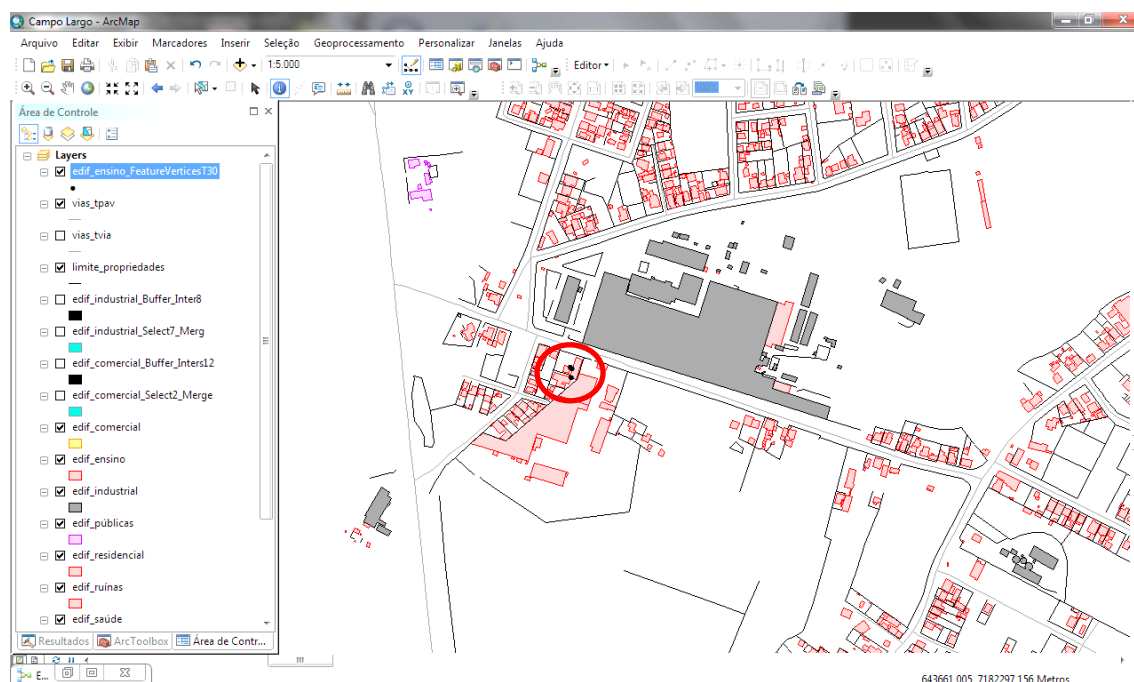 Campo Largo - ArcMap
Arquivo Editar Exibir Marcadores Inserir Seleção Geoprocessamento Personalizar Janelas Ajuda
1:5.000
Editor
100%
Área de Controle
Layers
edif_ensino_FeatureVerticesT30
vias_tpav
vias_tvia
limite_propriedades
edif_industrial_Buffer_Inter8
edif_industrial_Select7_Merg
edif_comercial_Buffer_Inters12
edif_comercial_Select2_Merge
edif_comercial
edif_ensino
edif_industrial
edif_públicas
edif_residencial
edif_ruínas
edif_saúde
Resultados ArcToolbox Área de Contr...
E...
643661,005 7182297,156 Metros